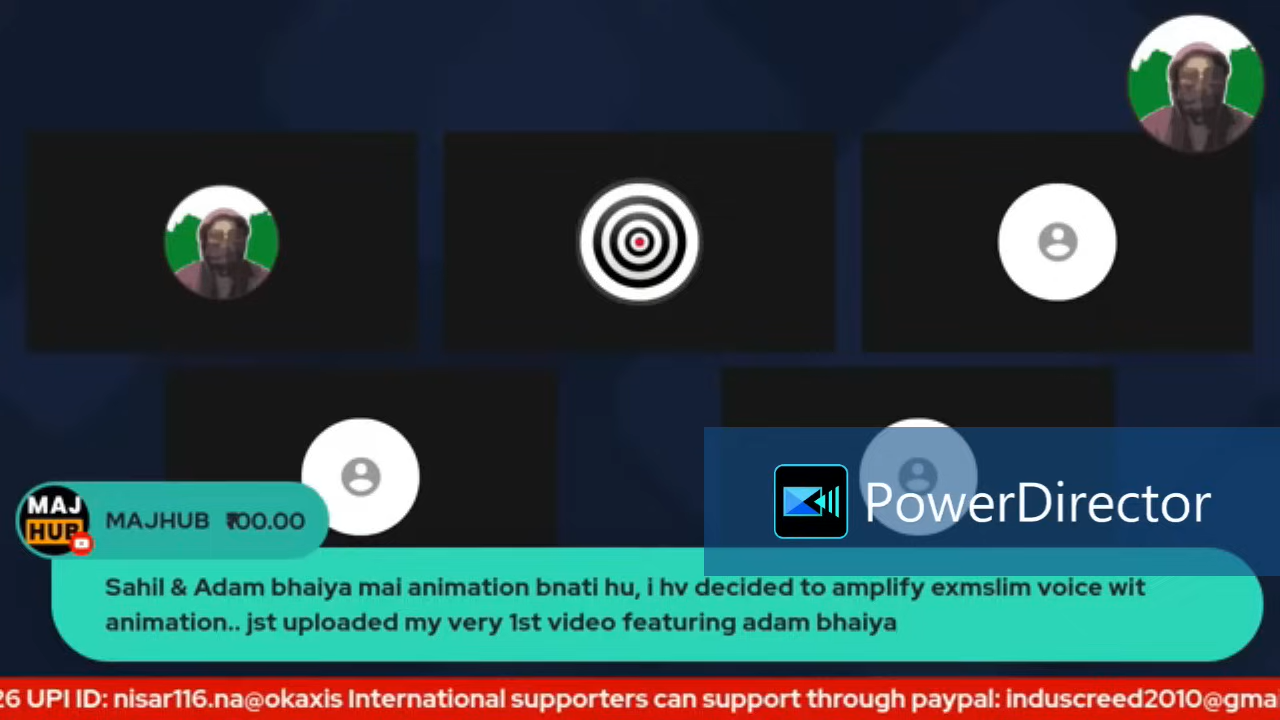 PowerDirector
MAJ
HUB
MAJHUB ₹100.00
Sahil & Adam bhaiya mai animation bnati hu, i hv decided to amplify exmslim voice wit
animation.. jst uploaded my very 1st video featuring adam bhaiya
26 UPI ID: nisar116.na@okaxis International supporters can support through paypal: induscreed2010@gma